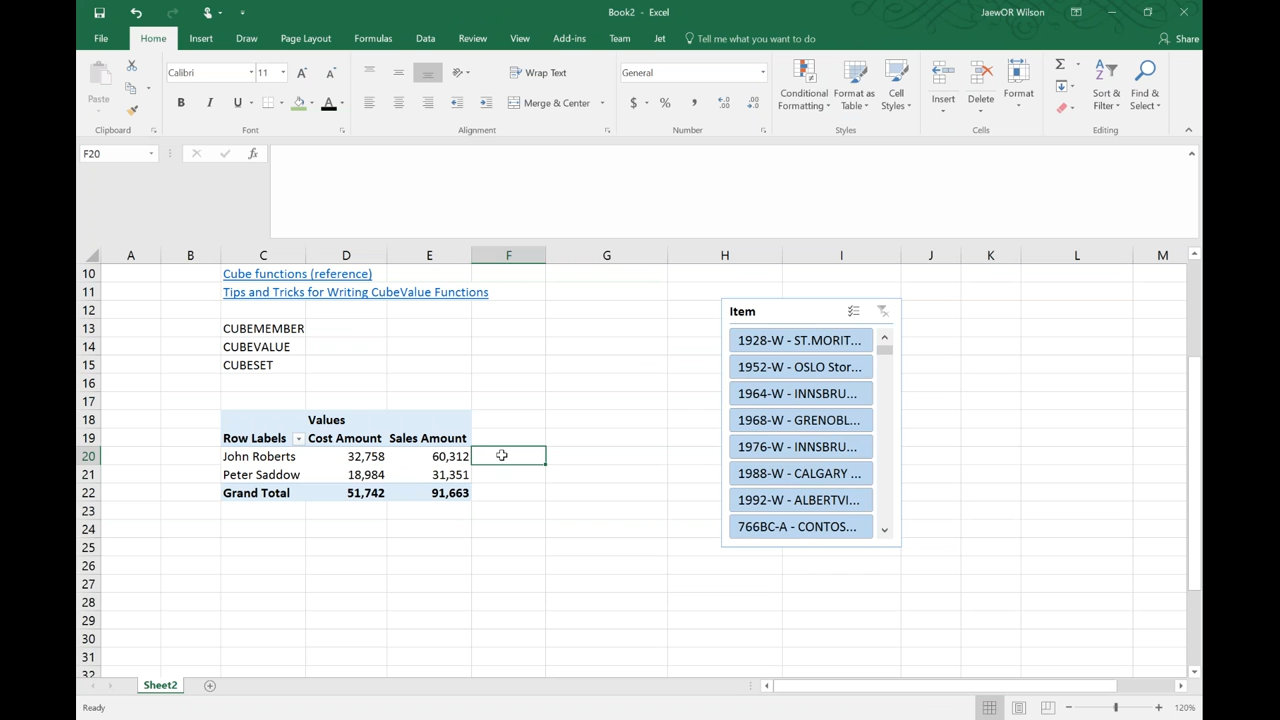 Book2 - Excel
JaewOR Wilson
File Home Insert Draw Page Layout Formulas Data Review View Add-ins Team Jet Tell me what you want to do Share
Paste
Calibri 11
B I U A
Wrap Text
Merge & Center
General
$ % ,
Conditional Formatting
Format as Table
Cell Styles
Insert
Delete
Format
Sort & Filter
Find & Select
Clipboard Font Alignment Number Styles Cells Editing
F20 fx
A B C D E F G H I J K L M
10 Cube functions (reference)
11 Tips and Tricks for Writing CubeValue Functions
12
13 CUBEMEMBER
14 CUBEVALUE
15 CUBESET
16
17
18 Values
19 Row Labels Cost Amount Sales Amount
20 John Roberts 32,758 60,312
21 Peter Saddow 18,984 31,351
22 Grand Total 51,742 91,663
23
24
25
26
27
28
29
30
31
32
Item
1928-W - ST.MORIT...
1952-W - OSLO Stor...
1964-W - INNSBRU...
1968-W - GRENOBL...
1976-W - INNSBRU...
1988-W - CALGARY ...
1992-W - ALBERTVI...
766BC-A - CONTOS...
Sheet2
Ready
120%